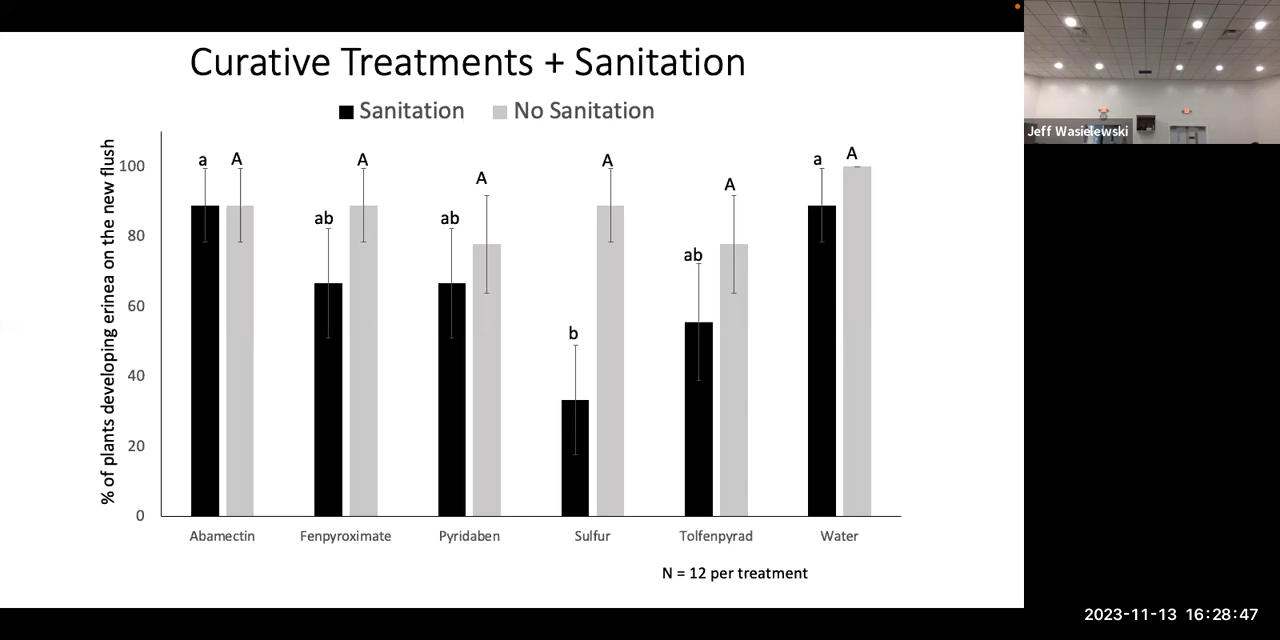 Curative Treatments + Sanitation
Sanitation No Sanitation
% of plants developing erinea on the new flush
100
80
60
40
20
0
a A
ab A
ab A
b A
ab A
a A
Abamectin Fenpyroximate Pyridaben Sulfur Tolfenpyrad Water
N = 12 per treatment
Jeff Wasielewski
2023-11-13 16:28:47